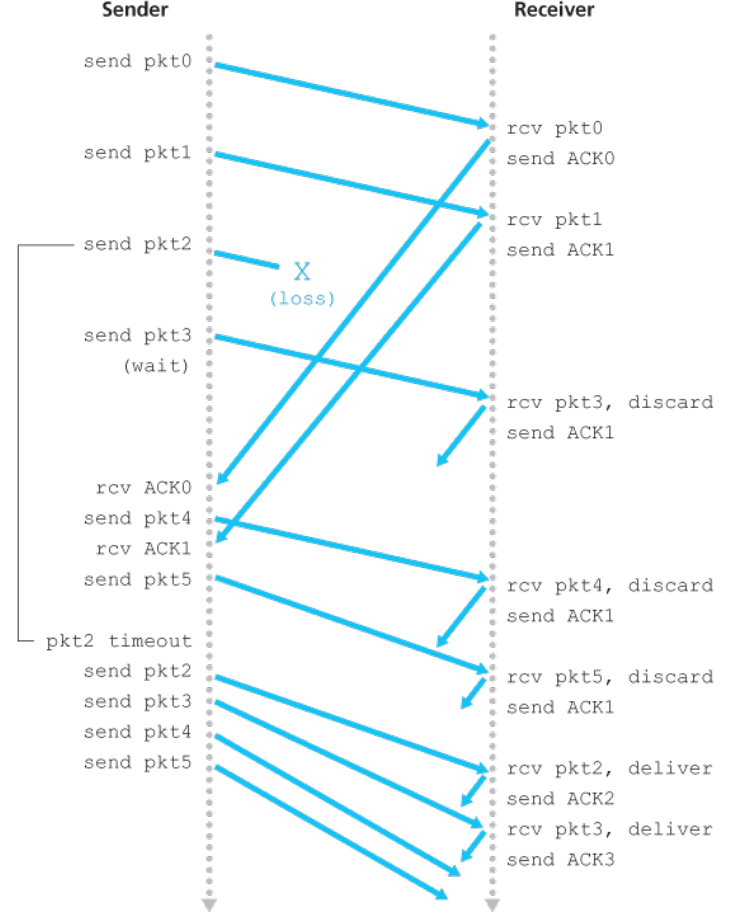 Sender
Receiver
send pkt0
rcv pkt0
send pkt1
send ACK0
rcv pkt1
send pkt2
send ACK1
X
(loss)
send pkt3
(wait)
rcv pkt3, discard
send ACK1
rcv ACK0
send pkt4
rcv ACK1
send pkt5
rcv pkt4, discard
send ACK1
pkt2 timeout
send pkt2
rcv pkt5, discard
send pkt3
send ACK1
send pkt4
send pkt5
rcv pkt2, deliver
send ACK2
rcv pkt3, deliver
send ACK3